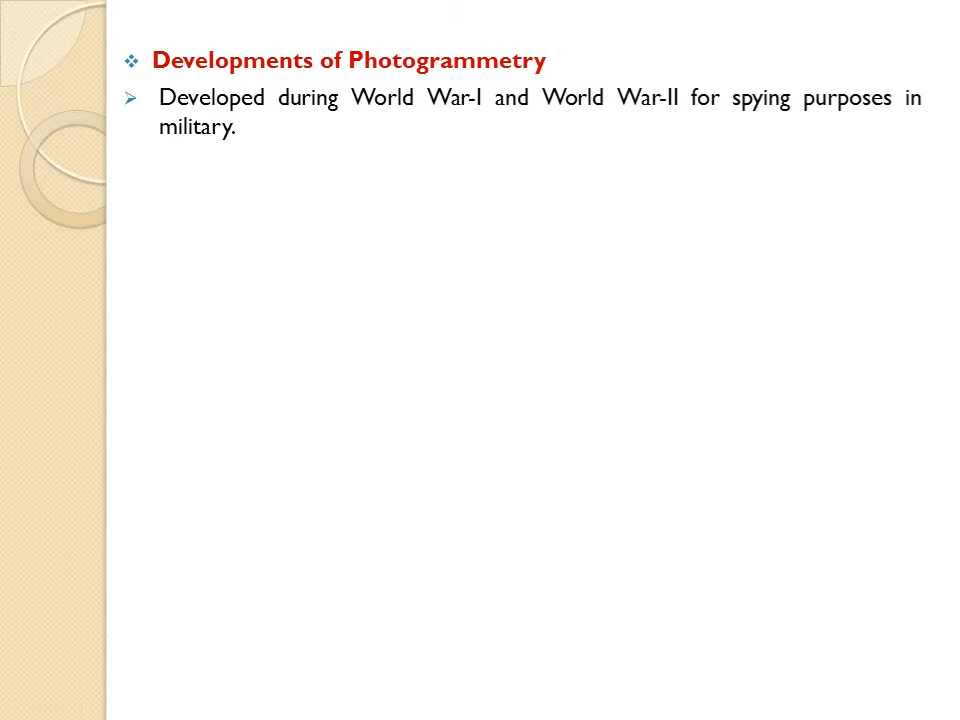 Developments of Photogrammetry
Developed during World War-I and World War-II for spying purposes in
military.